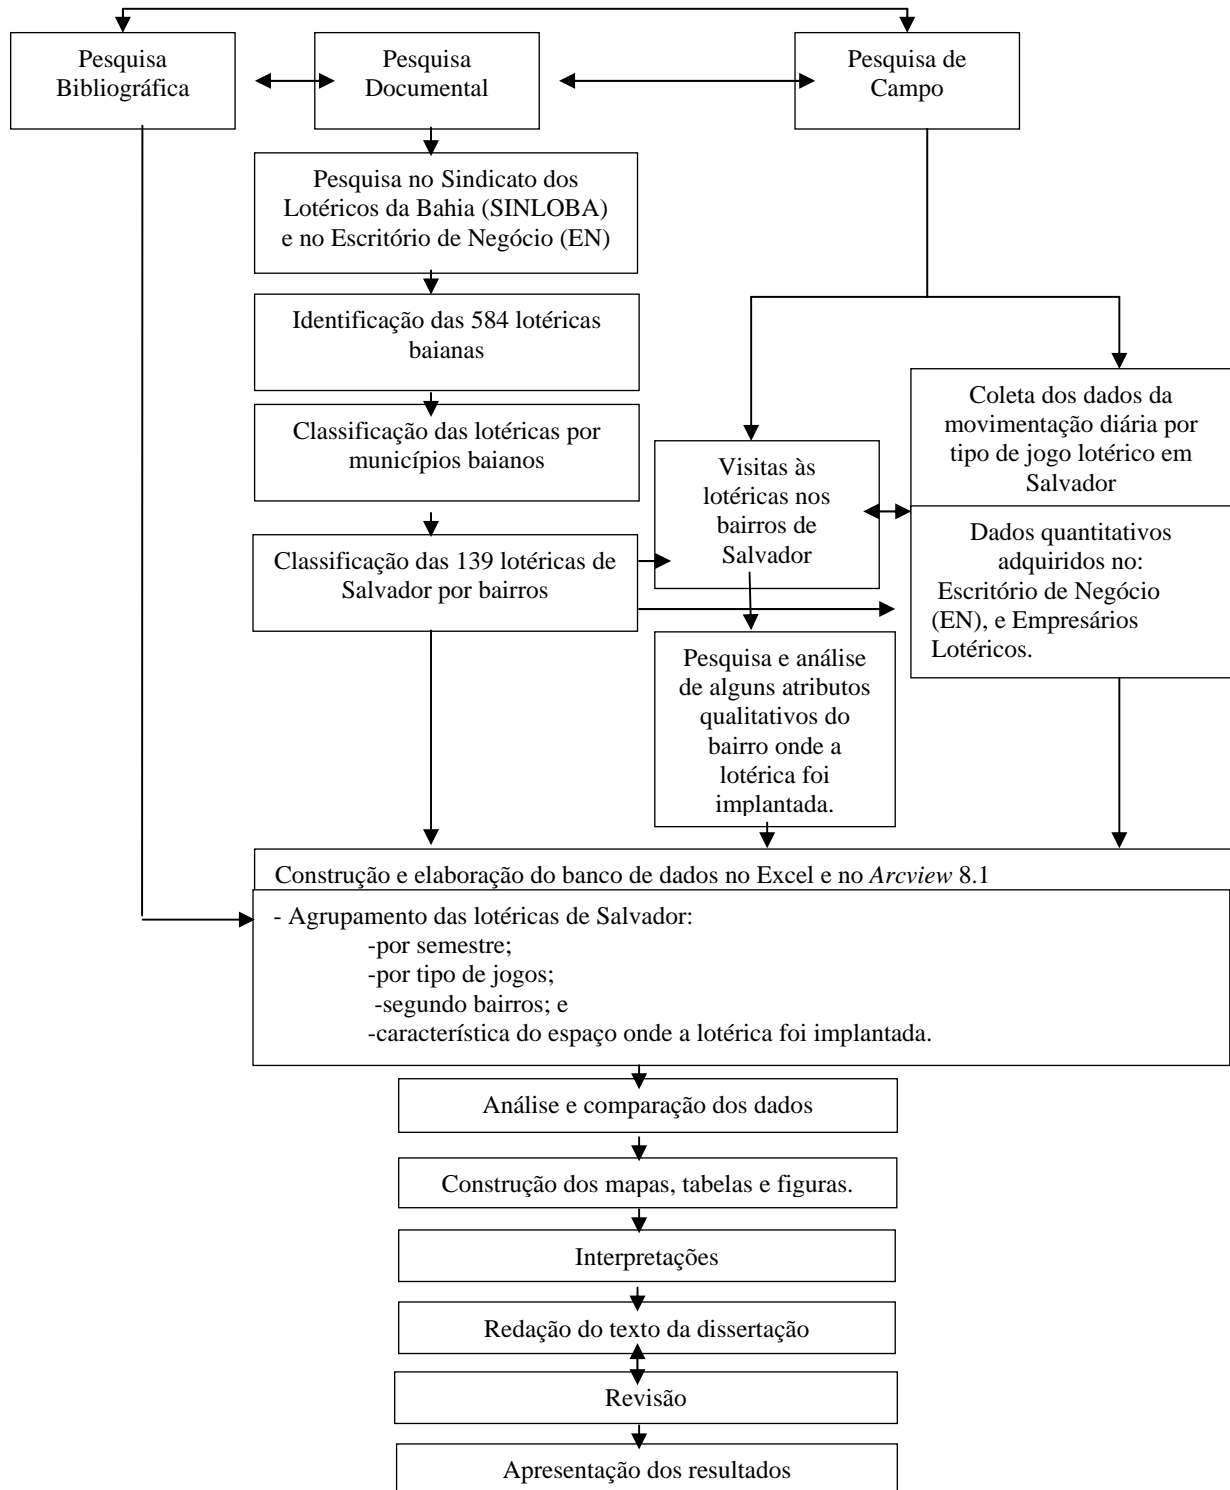 Pesquisa
Bibliográfica
Pesquisa
Documental
Pesquisa de
Campo
Pesquisa no Sindicato dos
Lotéricos da Bahia (SINLOBA)
e no Escritório de Negócio (EN)
Identificação das 584 lotéricas
baianas
Classificação das lotéricas por
municípios baianos
Classificação das 139 lotéricas de
Salvador por bairros
Visitas às
lotéricas nos
bairros de
Salvador
Coleta dos dados da
movimentação diária por
tipo de jogo lotérico em
Salvador
Dados quantitativos
adquiridos no:
Escritório de Negócio
(EN), e Empresários
Lotéricos.
Pesquisa e análise
de alguns atributos
qualitativos do
bairro onde a
lotérica foi
implantada.
Construção e elaboração do banco de dados no Excel e no Arcview 8.1
- Agrupamento das lotéricas de Salvador:
-por semestre;
-por tipo de jogos;
-segundo bairros; e
-característica do espaço onde a lotérica foi implantada.
Análise e comparação dos dados
Construção dos mapas, tabelas e figuras.
Interpretações
Redação do texto da dissertação
Revisão
Apresentação dos resultados